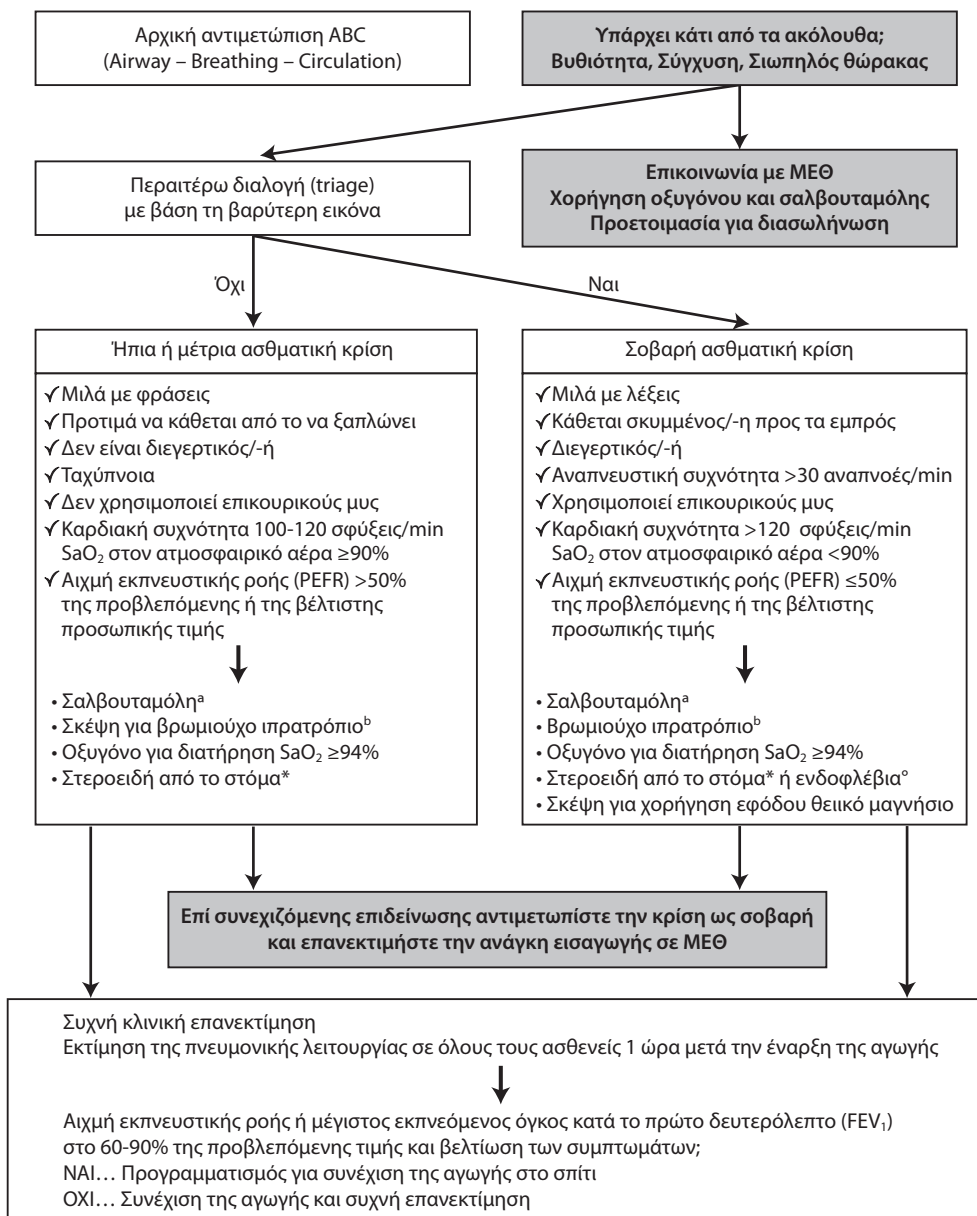 Αρχική αντιμετώπιση ABC
(Airway – Breathing – Circulation)
Υπάρχει κάτι από τα ακόλουθα;
Βυθιότητα, Σύγχυση, Σιωπηλός θώρακας
Περαιτέρω διαλογή (triage)
με βάση τη βαρύτερη εικόνα
Επικοινωνία με ΜΕΘ
Χορήγηση οξυγόνου και σαλβουταμόλης
Προετοιμασία για διασωλήνωση
Όχι
Ναι
Ήπια ή μέτρια ασθματική κρίση
✓Μιλά με φράσεις
✓Προτιμά να κάθεται από το να ξαπλώνει
✓Δεν είναι διεγερτικός/-ή
✓Ταχύπνοια
✓Δεν χρησιμοποιεί επικουρικούς μυς
✓Καρδιακή συχνότητα 100-120 σφύξεις/min
SaO₂ στον ατμοσφαιρικό αέρα ≥90%
✓Αιχμή εκπνευστικής ροής (PEFR) >50%
της προβλεπόμενης ή της βέλτιστης
προσωπικής τιμής
• Σαλβουταμόληᵃ
• Σκέψη για βρωμιούχο ιπρατρόπιοᵇ
• Οξυγόνο για διατήρηση SaO₂ ≥94%
• Στεροειδή από το στόμα*
Σοβαρή ασθματική κρίση
✓Μιλά με λέξεις
✓Κάθεται σκυμμένος/-η προς τα εμπρός
✓Διεγερτικός/-ή
✓Αναπνευστική συχνότητα >30 αναπνοές/min
✓Χρησιμοποιεί επικουρικούς μυς
✓Καρδιακή συχνότητα >120 σφύξεις/min
SaO₂ στον ατμοσφαιρικό αέρα <90%
✓Αιχμή εκπνευστικής ροής (PEFR) ≤50%
της προβλεπόμενης ή της βέλτιστης
προσωπικής τιμής
• Σαλβουταμόληᵃ
• Βρωμιούχο ιπρατρόπιοᵇ
• Οξυγόνο για διατήρηση SaO₂ ≥94%
• Στεροειδή από το στόμα* ή ενδοφλέβια°
• Σκέψη για χορήγηση εφόδου θειικό μαγνήσιο
Επί συνεχιζόμενης επιδείνωσης αντιμετωπίστε την κρίση ως σοβαρή
και επανεκτιμήστε την ανάγκη εισαγωγής σε ΜΕΘ
Συχνή κλινική επανεκτίμηση
Εκτίμηση της πνευμονικής λειτουργίας σε όλους τους ασθενείς 1 ώρα μετά την έναρξη της αγωγής
Αιχμή εκπνευστικής ροής ή μέγιστος εκπνεόμενος όγκος κατά το πρώτο δευτερόλεπτο (FEV₁)
στο 60-90% της προβλεπόμενης τιμής και βελτίωση των συμπτωμάτων;
ΝΑΙ… Προγραμματισμός για συνέχιση της αγωγής στο σπίτι
ΟΧΙ… Συνέχιση της αγωγής και συχνή επανεκτίμηση